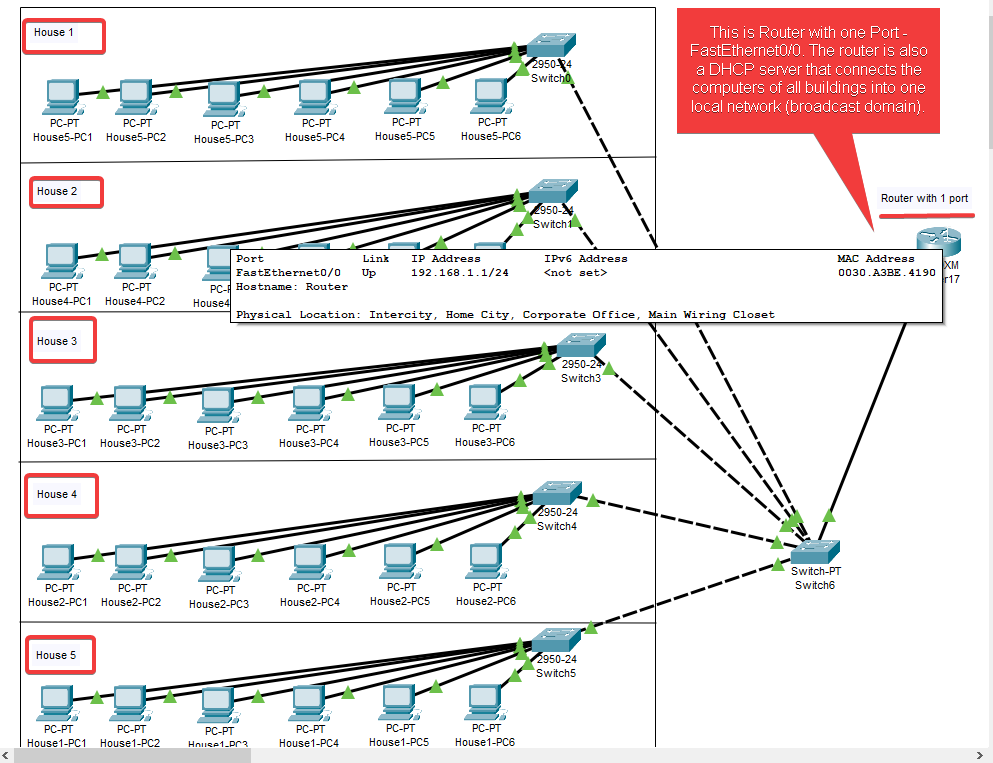 House 1
This is Router with one Port -
FastEthernet0/0. The router is also
a DHCP server that connects the
computers of all buildings into one
local network (broadcast domain).
2950-24
Switch0
PC-PT
House5-PC1
PC-PT
House5-PC2
PC-PT
House5-PC3
PC-PT
House5-PC4
PC-PT
House5-PC5
PC-PT
House5-PC6
House 2
2950-24
Switch1
Router with 1 port
PC-PT
House4-PC1
PC-PT
House4-PC2
House4
Port Link IP Address IPv6 Address MAC Address
FastEthernet0/0 Up 192.168.1.1/24 <not set> 0030.A3BE.4190
Hostname: Router
Physical Location: Intercity, Home City, Corporate Office, Main Wiring Closet
XM
r17
House 3
2950-24
Switch3
PC-PT
House3-PC1
PC-PT
House3-PC2
PC-PT
House3-PC3
PC-PT
House3-PC4
PC-PT
House3-PC5
PC-PT
House3-PC6
House 4
2950-24
Switch4
PC-PT
House2-PC1
PC-PT
House2-PC2
PC-PT
House2-PC3
PC-PT
House2-PC4
PC-PT
House2-PC5
PC-PT
House2-PC6
Switch-PT
Switch6
House 5
2950-24
Switch5
PC-PT
House1-PC1
PC-PT
House1-PC2
PC-PT
House1-PC3
PC-PT
House1-PC4
PC-PT
House1-PC5
PC-PT
House1-PC6